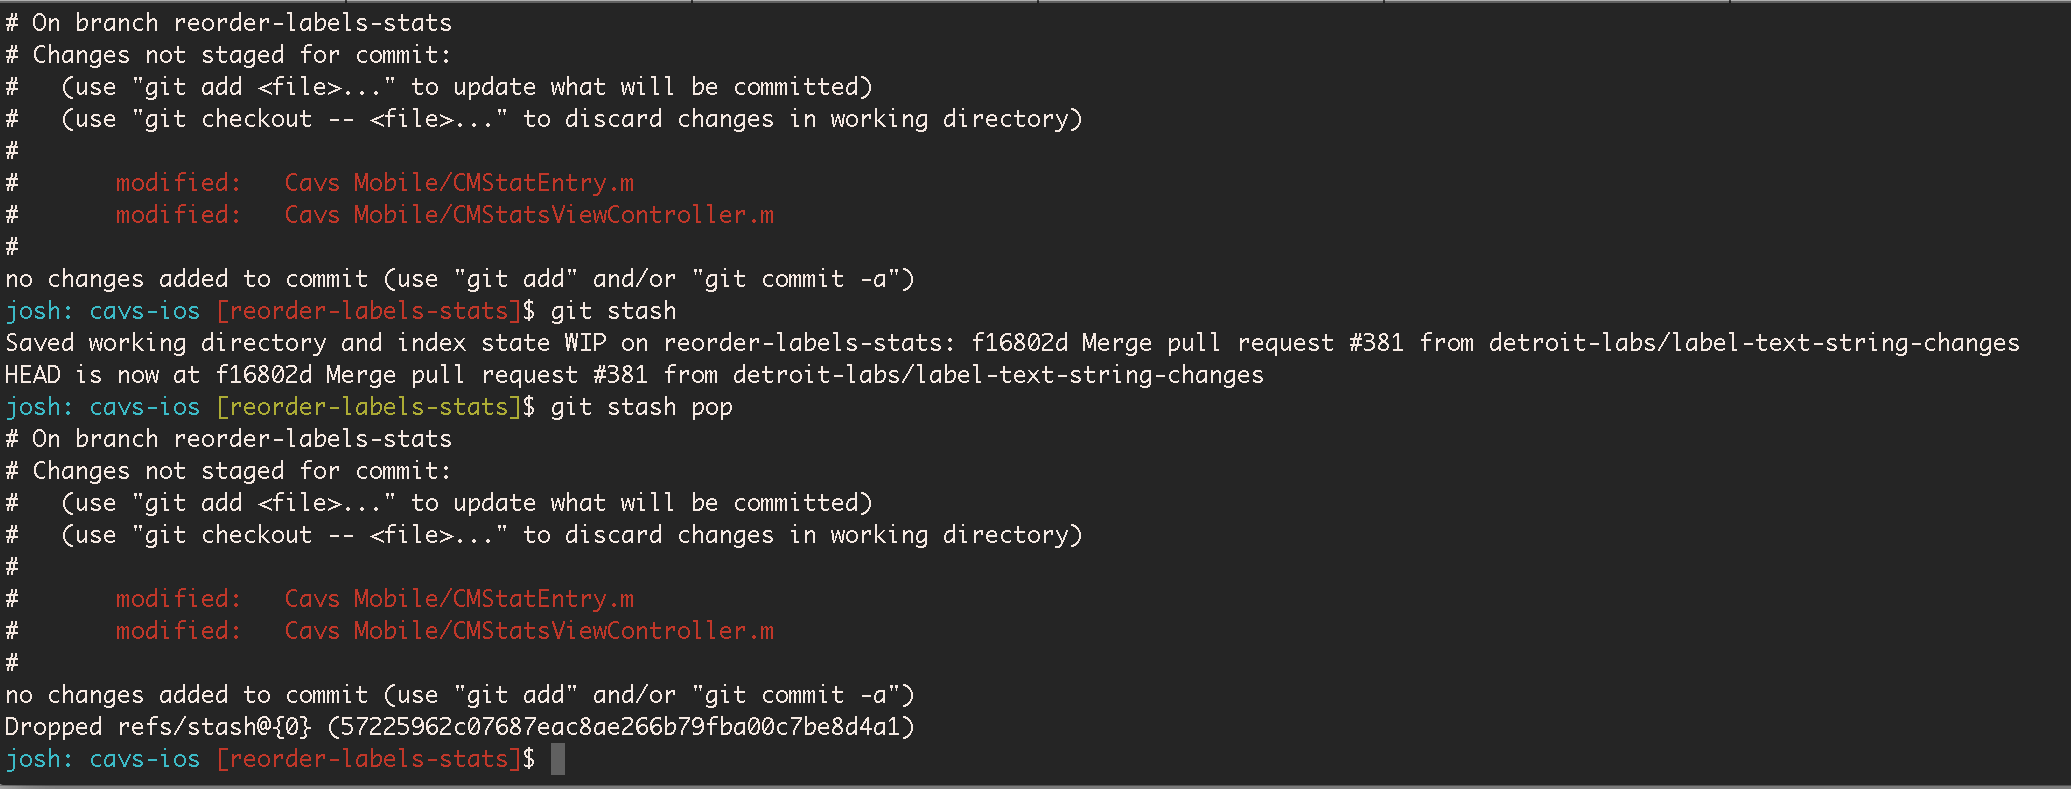 # On branch reorder-labels-stats
# Changes not staged for commit:
#   (use "git add <file>..." to update what will be committed)
#   (use "git checkout -- <file>..." to discard changes in working directory)
#
#       modified:   Cavs Mobile/CMStatEntry.m
#       modified:   Cavs Mobile/CMStatsViewController.m
#
no changes added to commit (use "git add" and/or "git commit -a")
josh: cavs-ios [reorder-labels-stats]$ git stash
Saved working directory and index state WIP on reorder-labels-stats: f16802d Merge pull request #381 from detroit-labs/label-text-string-changes
HEAD is now at f16802d Merge pull request #381 from detroit-labs/label-text-string-changes
josh: cavs-ios [reorder-labels-stats]$ git stash pop
# On branch reorder-labels-stats
# Changes not staged for commit:
#   (use "git add <file>..." to update what will be committed)
#   (use "git checkout -- <file>..." to discard changes in working directory)
#
#       modified:   Cavs Mobile/CMStatEntry.m
#       modified:   Cavs Mobile/CMStatsViewController.m
#
no changes added to commit (use "git add" and/or "git commit -a")
Dropped refs/stash@{0} (57225962c07687eac8ae266b79fba00c7be8d4a1)
josh: cavs-ios [reorder-labels-stats]$